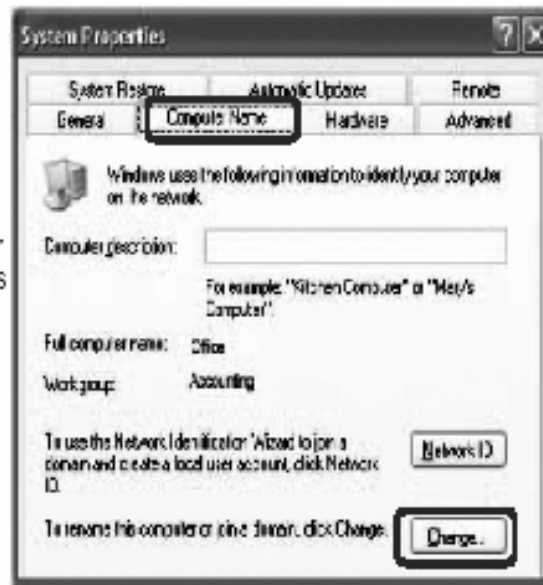 System Properties
System Restore Automatic Updates Remote
General Computer Name Hardware Advanced
Windows uses the following information to identify your computer
on the network.
Computer description:
For example: "Kitchen Computer" or "Mary's
Computer".
Full computer name: Office
Workgroup: Accounting
To use the Network Identification Wizard to join a
domain and create a local user account, click Network
ID.
Network ID
To rename this computer or join a domain, click Change.
Change...